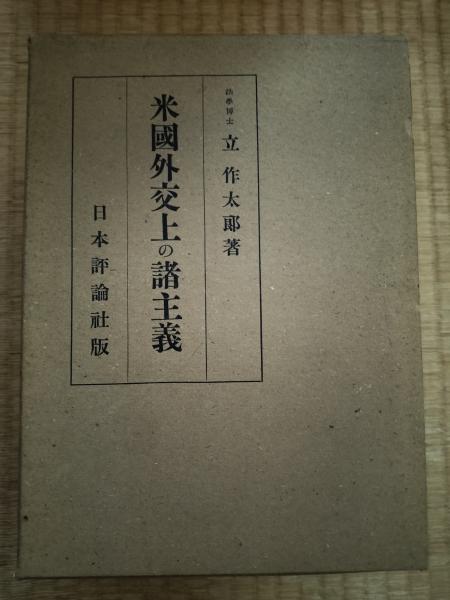 法學博士 立作太郞著
米國外交上の諸主義
日本評論社版